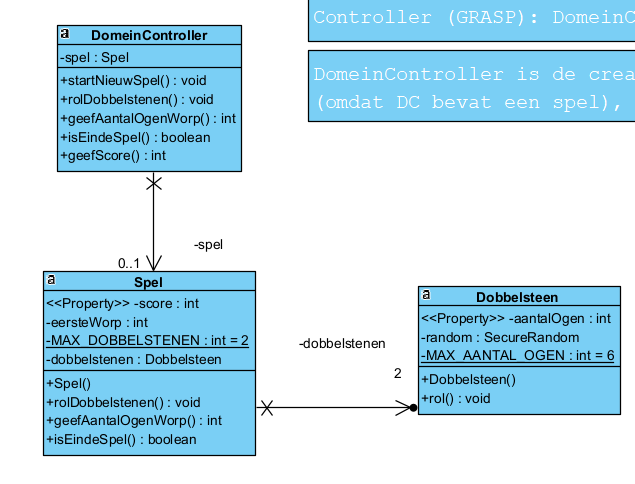 Controller (GRASP): DomeinC
DomeinController is de crea
(omdat DC bevat een spel),
a
DomeinController
-spel : Spel
+startNieuwSpel() : void
+rolDobbelstenen() : void
+geefAantalOgenWorp() : int
+isEindeSpel() : boolean
+geefScore() : int
-spel
0..1
a
Spel
<<Property>> -score : int
-eersteWorp : int
-MAX_DOBBELSTENEN : int = 2
-dobbelstenen : Dobbelsteen
+Spel()
+rolDobbelstenen() : void
+geefAantalOgenWorp() : int
+isEindeSpel() : boolean
-dobbelstenen
2
a
Dobbelsteen
<<Property>> -aantalOgen : int
-random : SecureRandom
-MAX_AANTAL_OGEN : int = 6
+Dobbelsteen()
+rol() : void